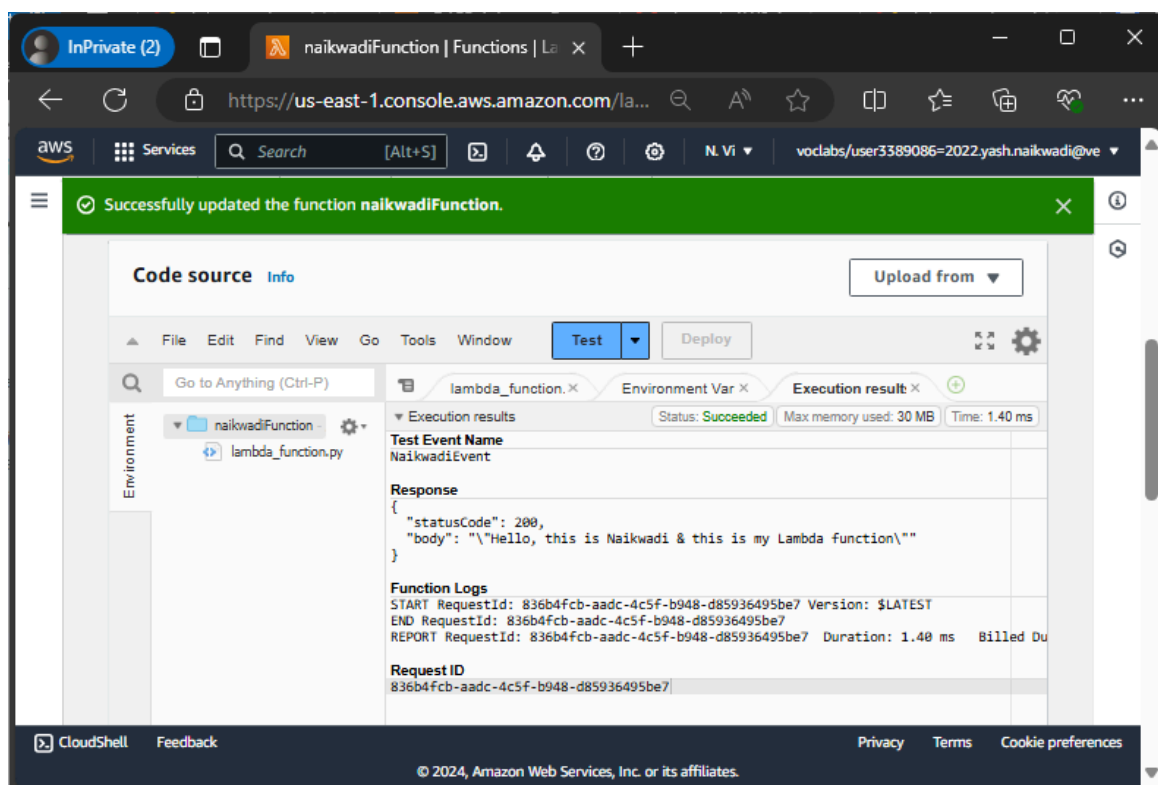 InPrivate (2)
naikwadiFunction | Functions | La
https://us-east-1.console.aws.amazon.com/la...
aws Services Search [Alt+S] N. Vi voclabs/user3389086=2022.yash.naikwadi@ve
Successfully updated the function naikwadiFunction.
Code source Info Upload from
File Edit Find View Go Tools Window Test Deploy
Go to Anything (Ctrl-P) lambda_function. Environment Var Execution result
Execution results Status: Succeeded Max memory used: 30 MB Time: 1.40 ms
Environment
naikwadiFunction -
lambda_function.py
Test Event Name
NaikwadiEvent
Response
{
"statusCode": 200,
"body": "\"Hello, this is Naikwadi & this is my Lambda function\""
}
Function Logs
START RequestId: 836b4fcb-aadc-4c5f-b948-d85936495be7 Version: $LATEST
END RequestId: 836b4fcb-aadc-4c5f-b948-d85936495be7
REPORT RequestId: 836b4fcb-aadc-4c5f-b948-d85936495be7 Duration: 1.40 ms Billed Du
Request ID
836b4fcb-aadc-4c5f-b948-d85936495be7
CloudShell Feedback Privacy Terms Cookie preferences
© 2024, Amazon Web Services, Inc. or its affiliates.